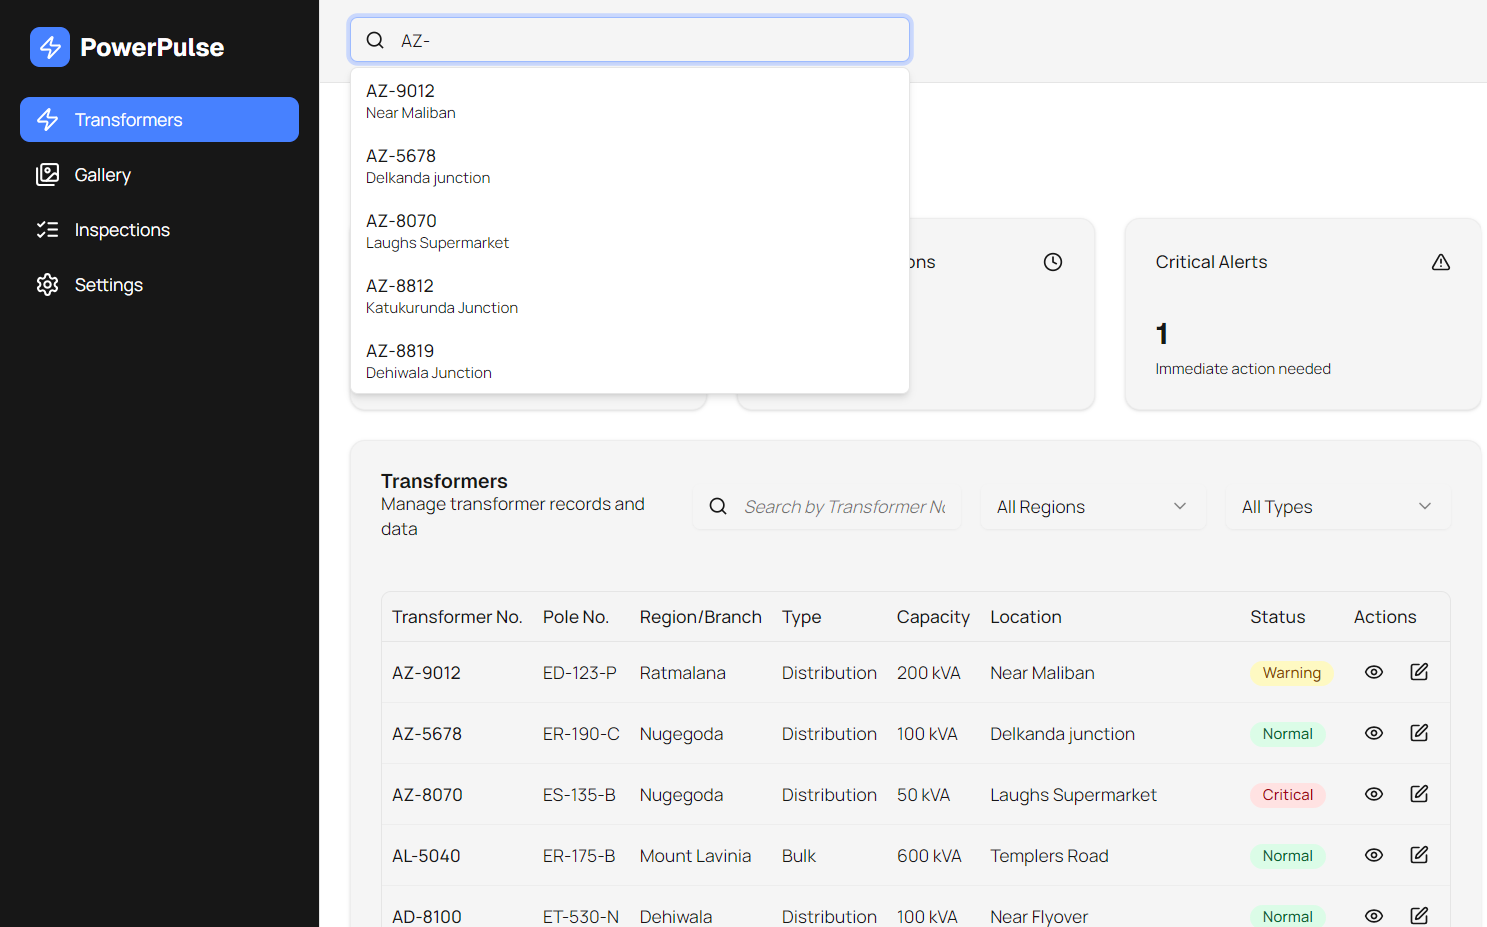 PowerPulse
Transformers
Gallery
Inspections
Settings
AZ-
AZ-9012
Near Maliban
AZ-5678
Delkanda junction
AZ-8070
Laughs Supermarket
AZ-8812
Katukurunda Junction
AZ-8819
Dehiwala Junction
ons
Critical Alerts
1
Immediate action needed
Transformers
Manage transformer records and
data
Search by Transformer No
All Regions
All Types
Transformer No. Pole No. Region/Branch Type Capacity Location Status Actions
AZ-9012 ED-123-P Ratmalana Distribution 200 kVA Near Maliban Warning
AZ-5678 ER-190-C Nugegoda Distribution 100 kVA Delkanda junction Normal
AZ-8070 ES-135-B Nugegoda Distribution 50 kVA Laughs Supermarket Critical
AL-5040 ER-175-B Mount Lavinia Bulk 600 kVA Templers Road Normal
AD-8100 ET-530-N Dehiwala Distribution 100 kVA Near Flyover Normal